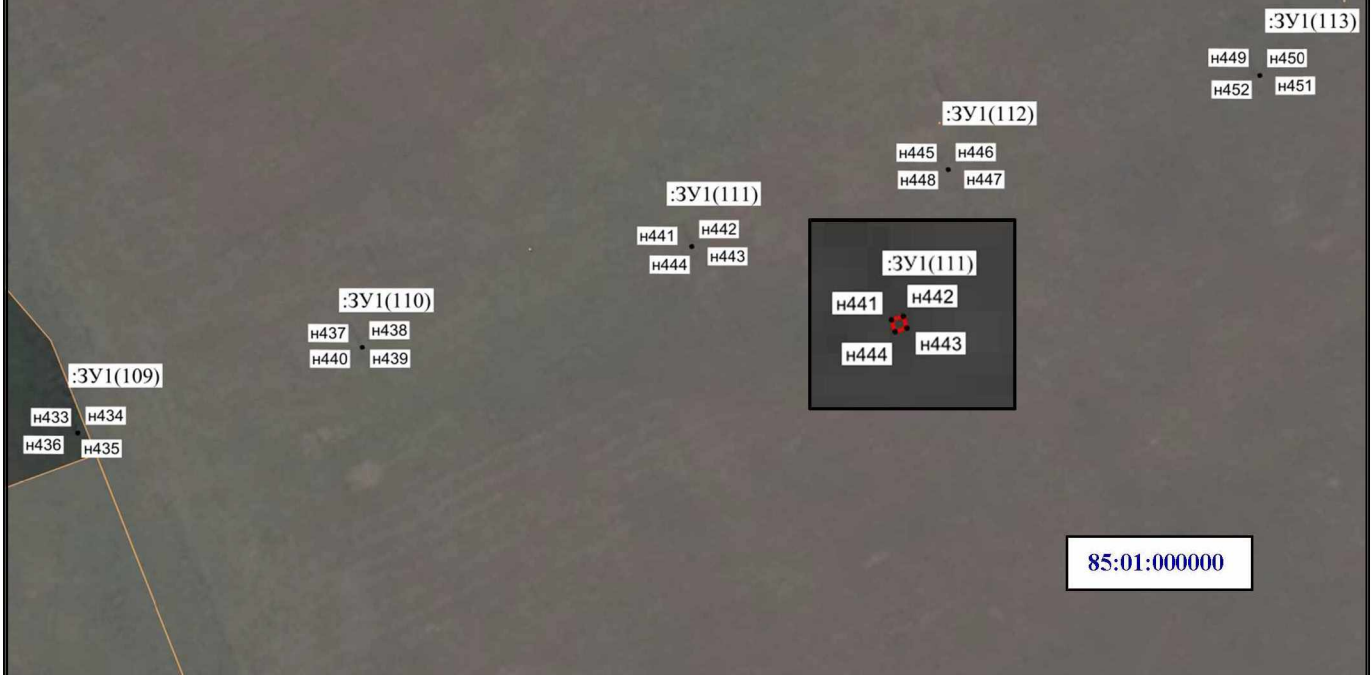 :ЗУ1(113)
н449 н450
н452 н451
:ЗУ1(112)
н445 н446
н448 н447
:ЗУ1(111)
н441 н442
н444 н443
:ЗУ1(111)
н441 н442
н444 н443
:ЗУ1(110)
н437 н438
н440 н439
:ЗУ1(109)
н433 н434
н436 н435
85:01:000000